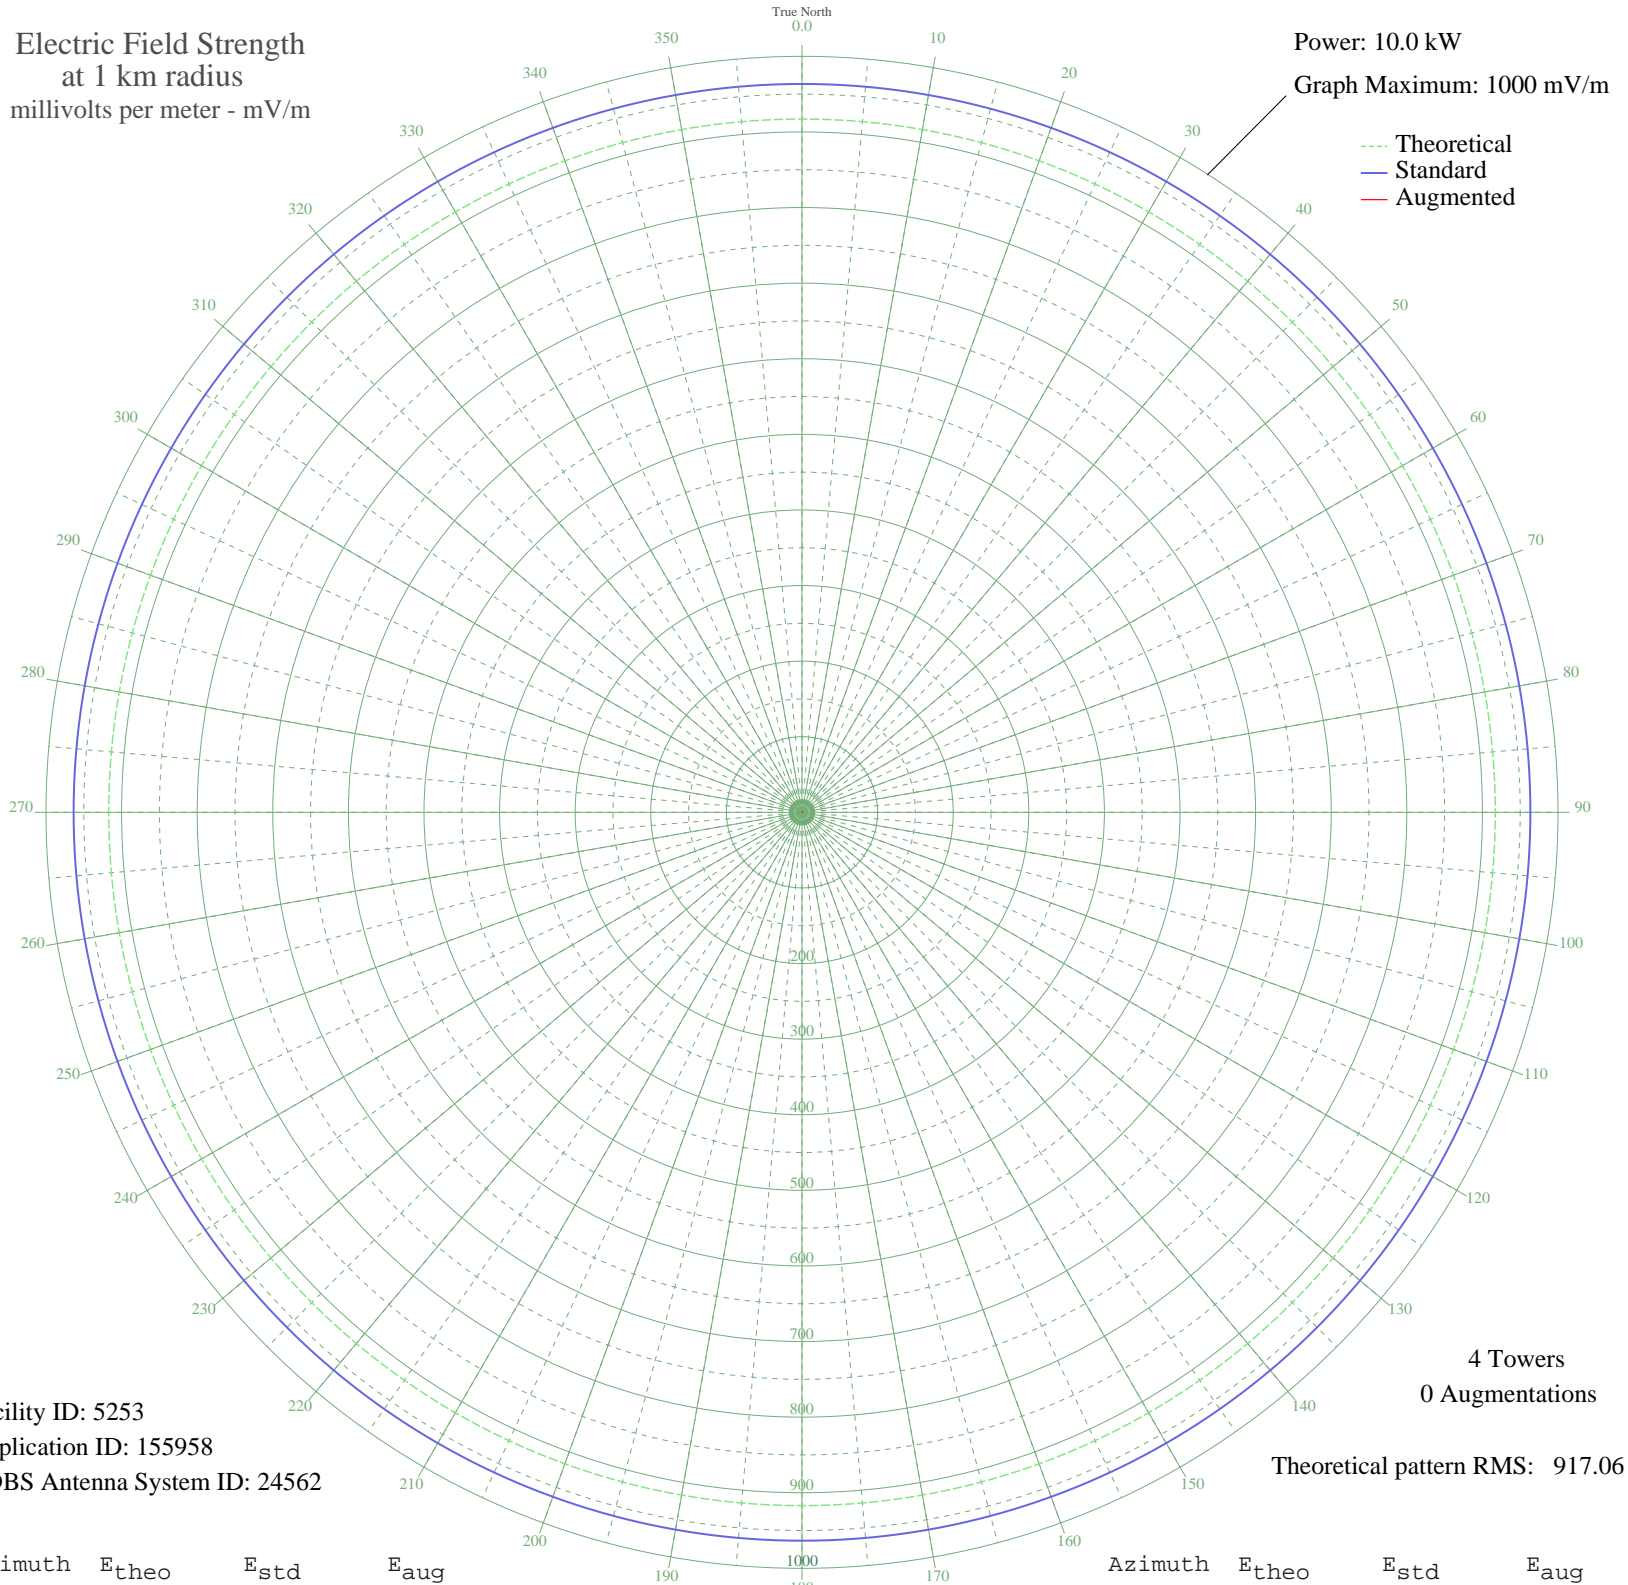 True North
0.0
Electric Field Strength
at 1 km radius
millivolts per meter - mV/m
Power: 10.0 kW
Graph Maximum: 1000 mV/m
Theoretical
Standard
Augmented
10
20
30
40
50
60
70
80
90
100
110
120
130
140
150
160
170
190
200
210
220
230
240
250
260
270
280
290
300
310
320
330
340
350
200
300
400
500
600
700
800
900
1000
4 Towers
0 Augmentations
Theoretical pattern RMS: 917.06
cility ID: 5253
plication ID: 155958
DBS Antenna System ID: 24562
imuth Etheo Estd Eaug
Azimuth Etheo Estd Eaug